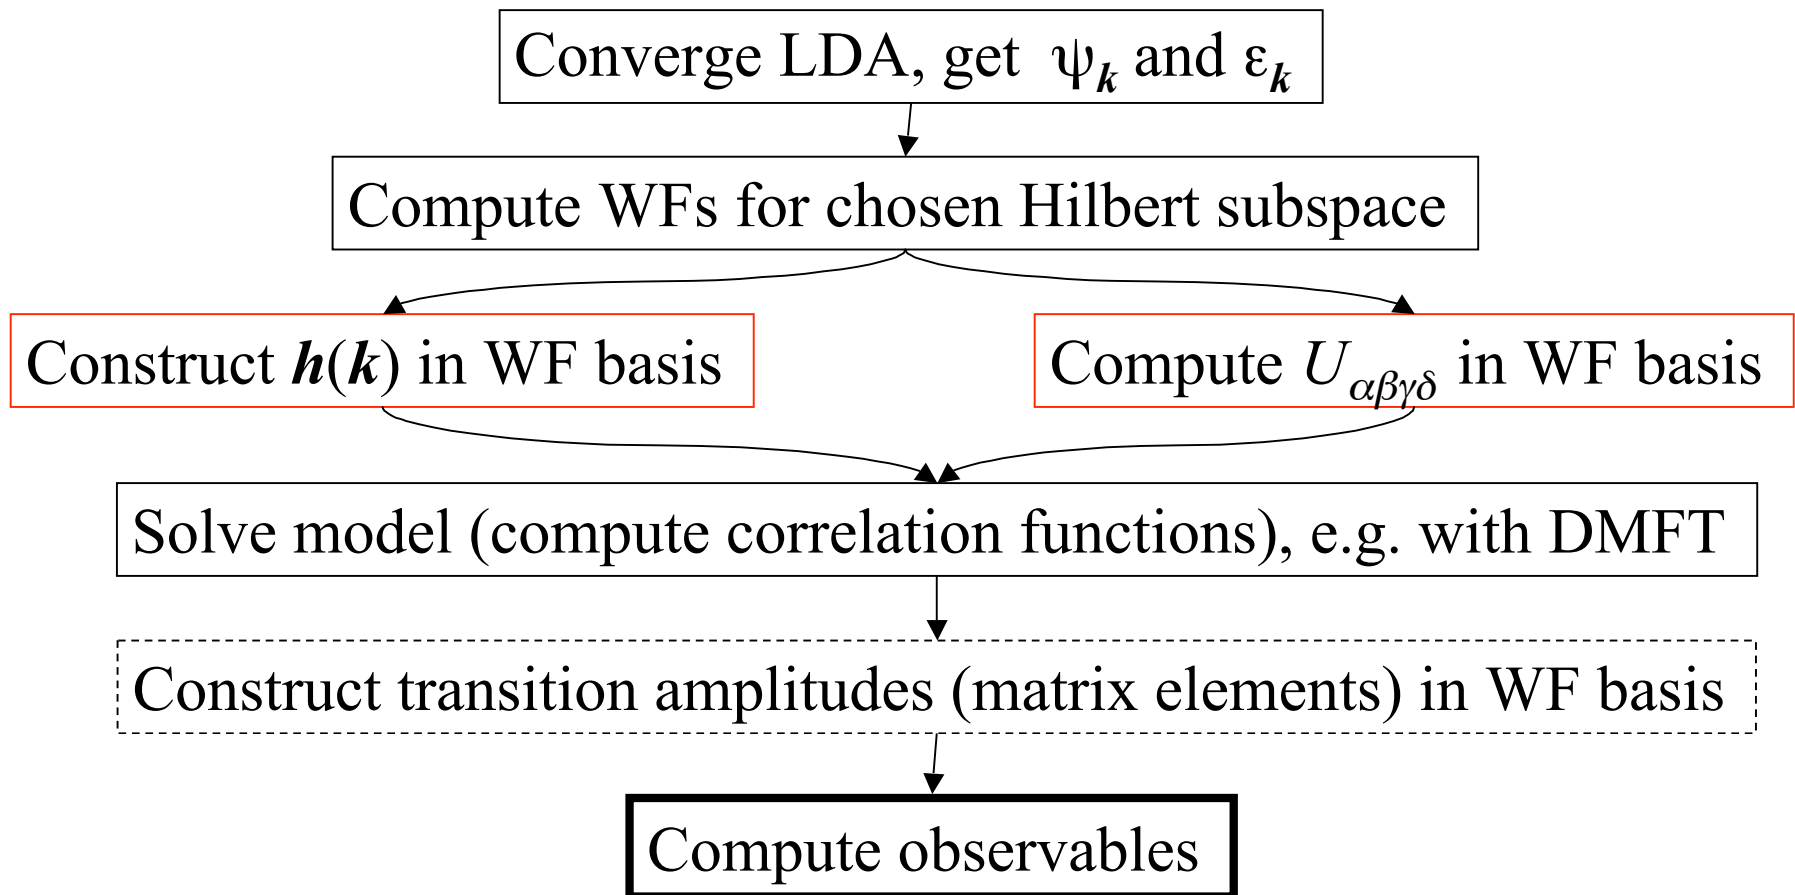 Converge LDA, get ψk and εk
Compute WFs for chosen Hilbert subspace
Construct h(k) in WF basis
Compute Uαβγδ in WF basis
Solve model (compute correlation functions), e.g. with DMFT
Construct transition amplitudes (matrix elements) in WF basis
Compute observables